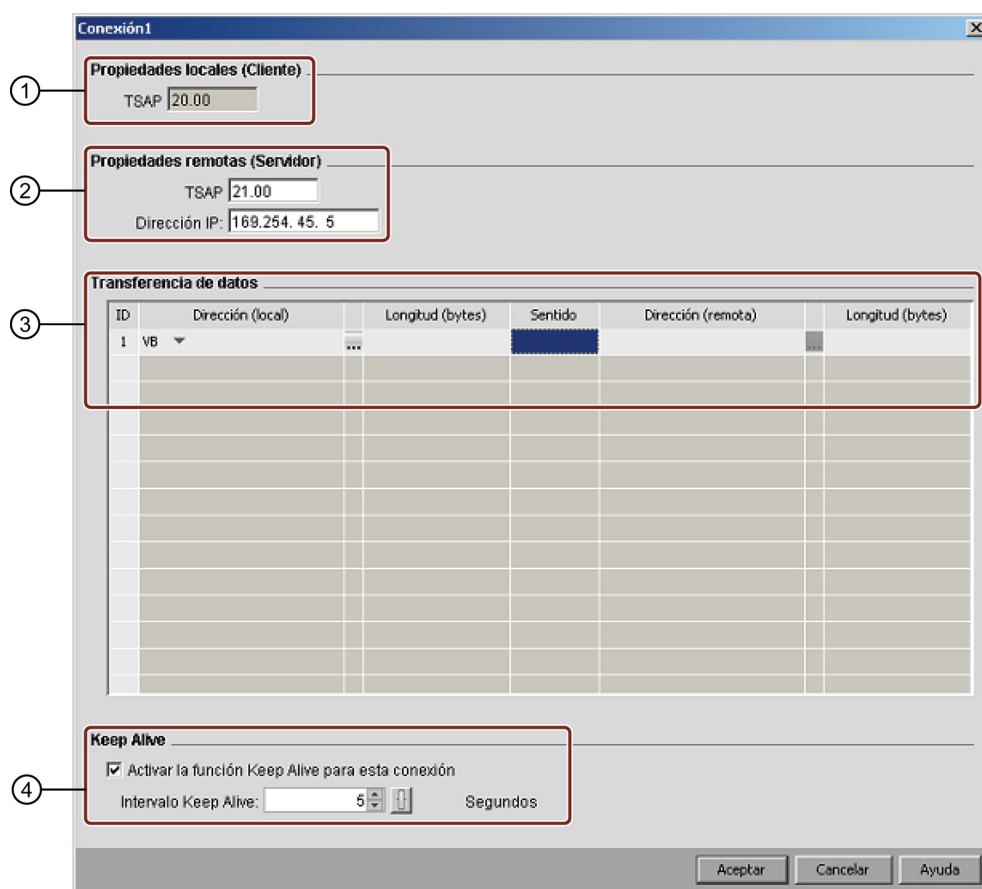 Conexión1
① Propiedades locales (Cliente)
TSAP 20.00
② Propiedades remotas (Servidor)
TSAP 21.00
Dirección IP: 169.254. 45. 5
③ Transferencia de datos
ID Dirección (local) Longitud (bytes) Sentido Dirección (remota) Longitud (bytes)
1 VB ... ...
④ Keep Alive
Activar la función Keep Alive para esta conexión
Intervalo Keep Alive: 5 Segundos
Aceptar Cancelar Ayuda